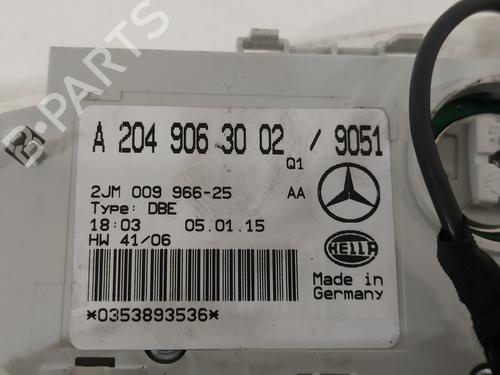 A 204 906 30 02 / 9051
Q1
2JM 009 966-25 AA
Type: DBE
18:03 05.01.15
HW 41/06
HELLA
Made in
Germany
*0353893536*
B-PARTS